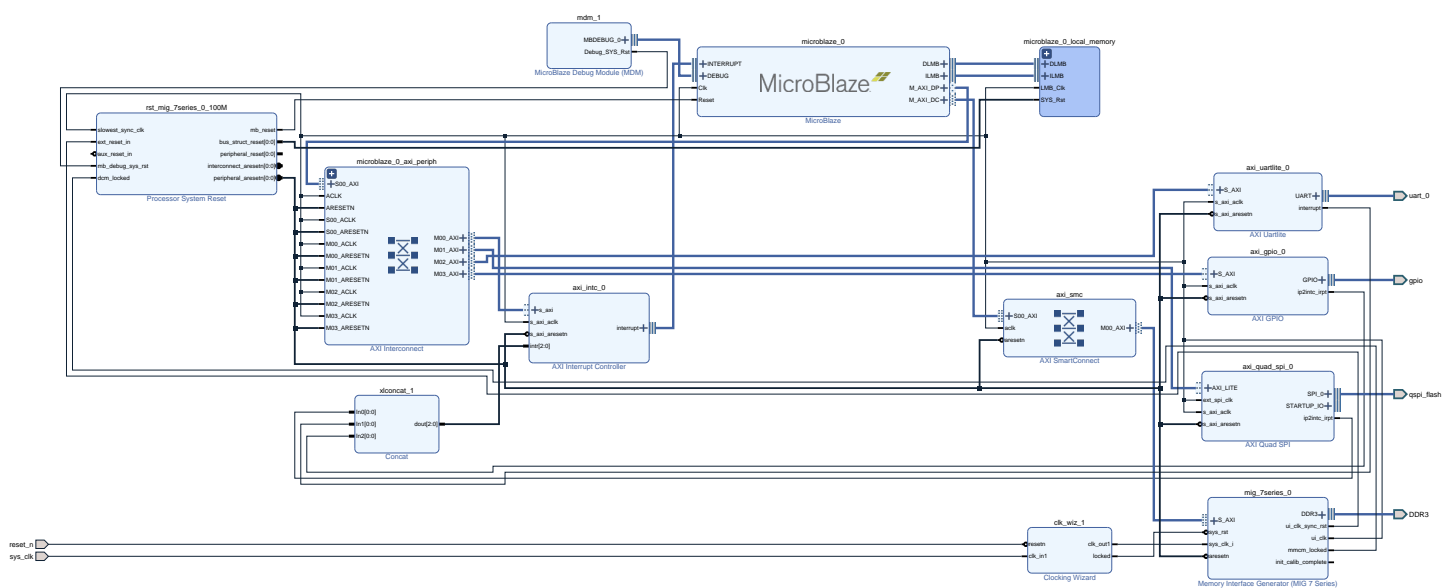 mdm_1
MBDEBUG_0
Debug_SYS_Rst
MicroBlaze Debug Module (MDM)
microblaze_0
INTERRUPT
DEBUG
Clk
Reset
MicroBlaze
DLMB
ILMB
M_AXI_DP
M_AXI_DC
MicroBlaze
microblaze_0_local_memory
DLMB
ILMB
LMB_Clk
SYS_Rst
rst_mig_7series_0_100M
slowest_sync_clk
ext_reset_in
aux_reset_in
mb_debug_sys_rst
dcm_locked
mb_reset
bus_struct_reset[0:0]
peripheral_reset[0:0]
interconnect_aresetn[0:0]
peripheral_aresetn[0:0]
Processor System Reset
microblaze_0_axi_periph
S00_AXI
ACLK
ARESETN
S00_ACLK
S00_ARESETN
M00_ACLK
M00_ARESETN
M01_ACLK
M01_ARESETN
M02_ACLK
M02_ARESETN
M03_ACLK
M03_ARESETN
M00_AXI
M01_AXI
M02_AXI
M03_AXI
AXI Interconnect
axi_intc_0
s_axi
s_axi_aclk
s_axi_aresetn
intr[2:0]
interrupt
AXI Interrupt Controller
axi_smc
S00_AXI
aclk
aresetn
M00_AXI
AXI SmartConnect
axi_uartlite_0
S_AXI
s_axi_aclk
s_axi_aresetn
UART
interrupt
AXI Uartlite
uart_0
axi_gpio_0
S_AXI
s_axi_aclk
s_axi_aresetn
GPIO
ip2intc_irpt
AXI GPIO
gpio
axi_quad_spi_0
AXI_LITE
ext_spi_clk
s_axi_aclk
s_axi_aresetn
SPI_0
STARTUP_IO
ip2intc_irpt
AXI Quad SPI
qspi_flash
xlconcat_1
In0[0:0]
In1[0:0]
In2[0:0]
dout[2:0]
Concat
mig_7series_0
S_AXI
sys_rst
sys_clk_i
aresetn
DDR3
ui_clk_sync_rst
ui_clk
mmcm_locked
init_calib_complete
Memory Interface Generator (MIG 7 Series)
DDR3
clk_wiz_1
resetn
clk_in1
clk_out1
locked
Clocking Wizard
reset_n
sys_clk